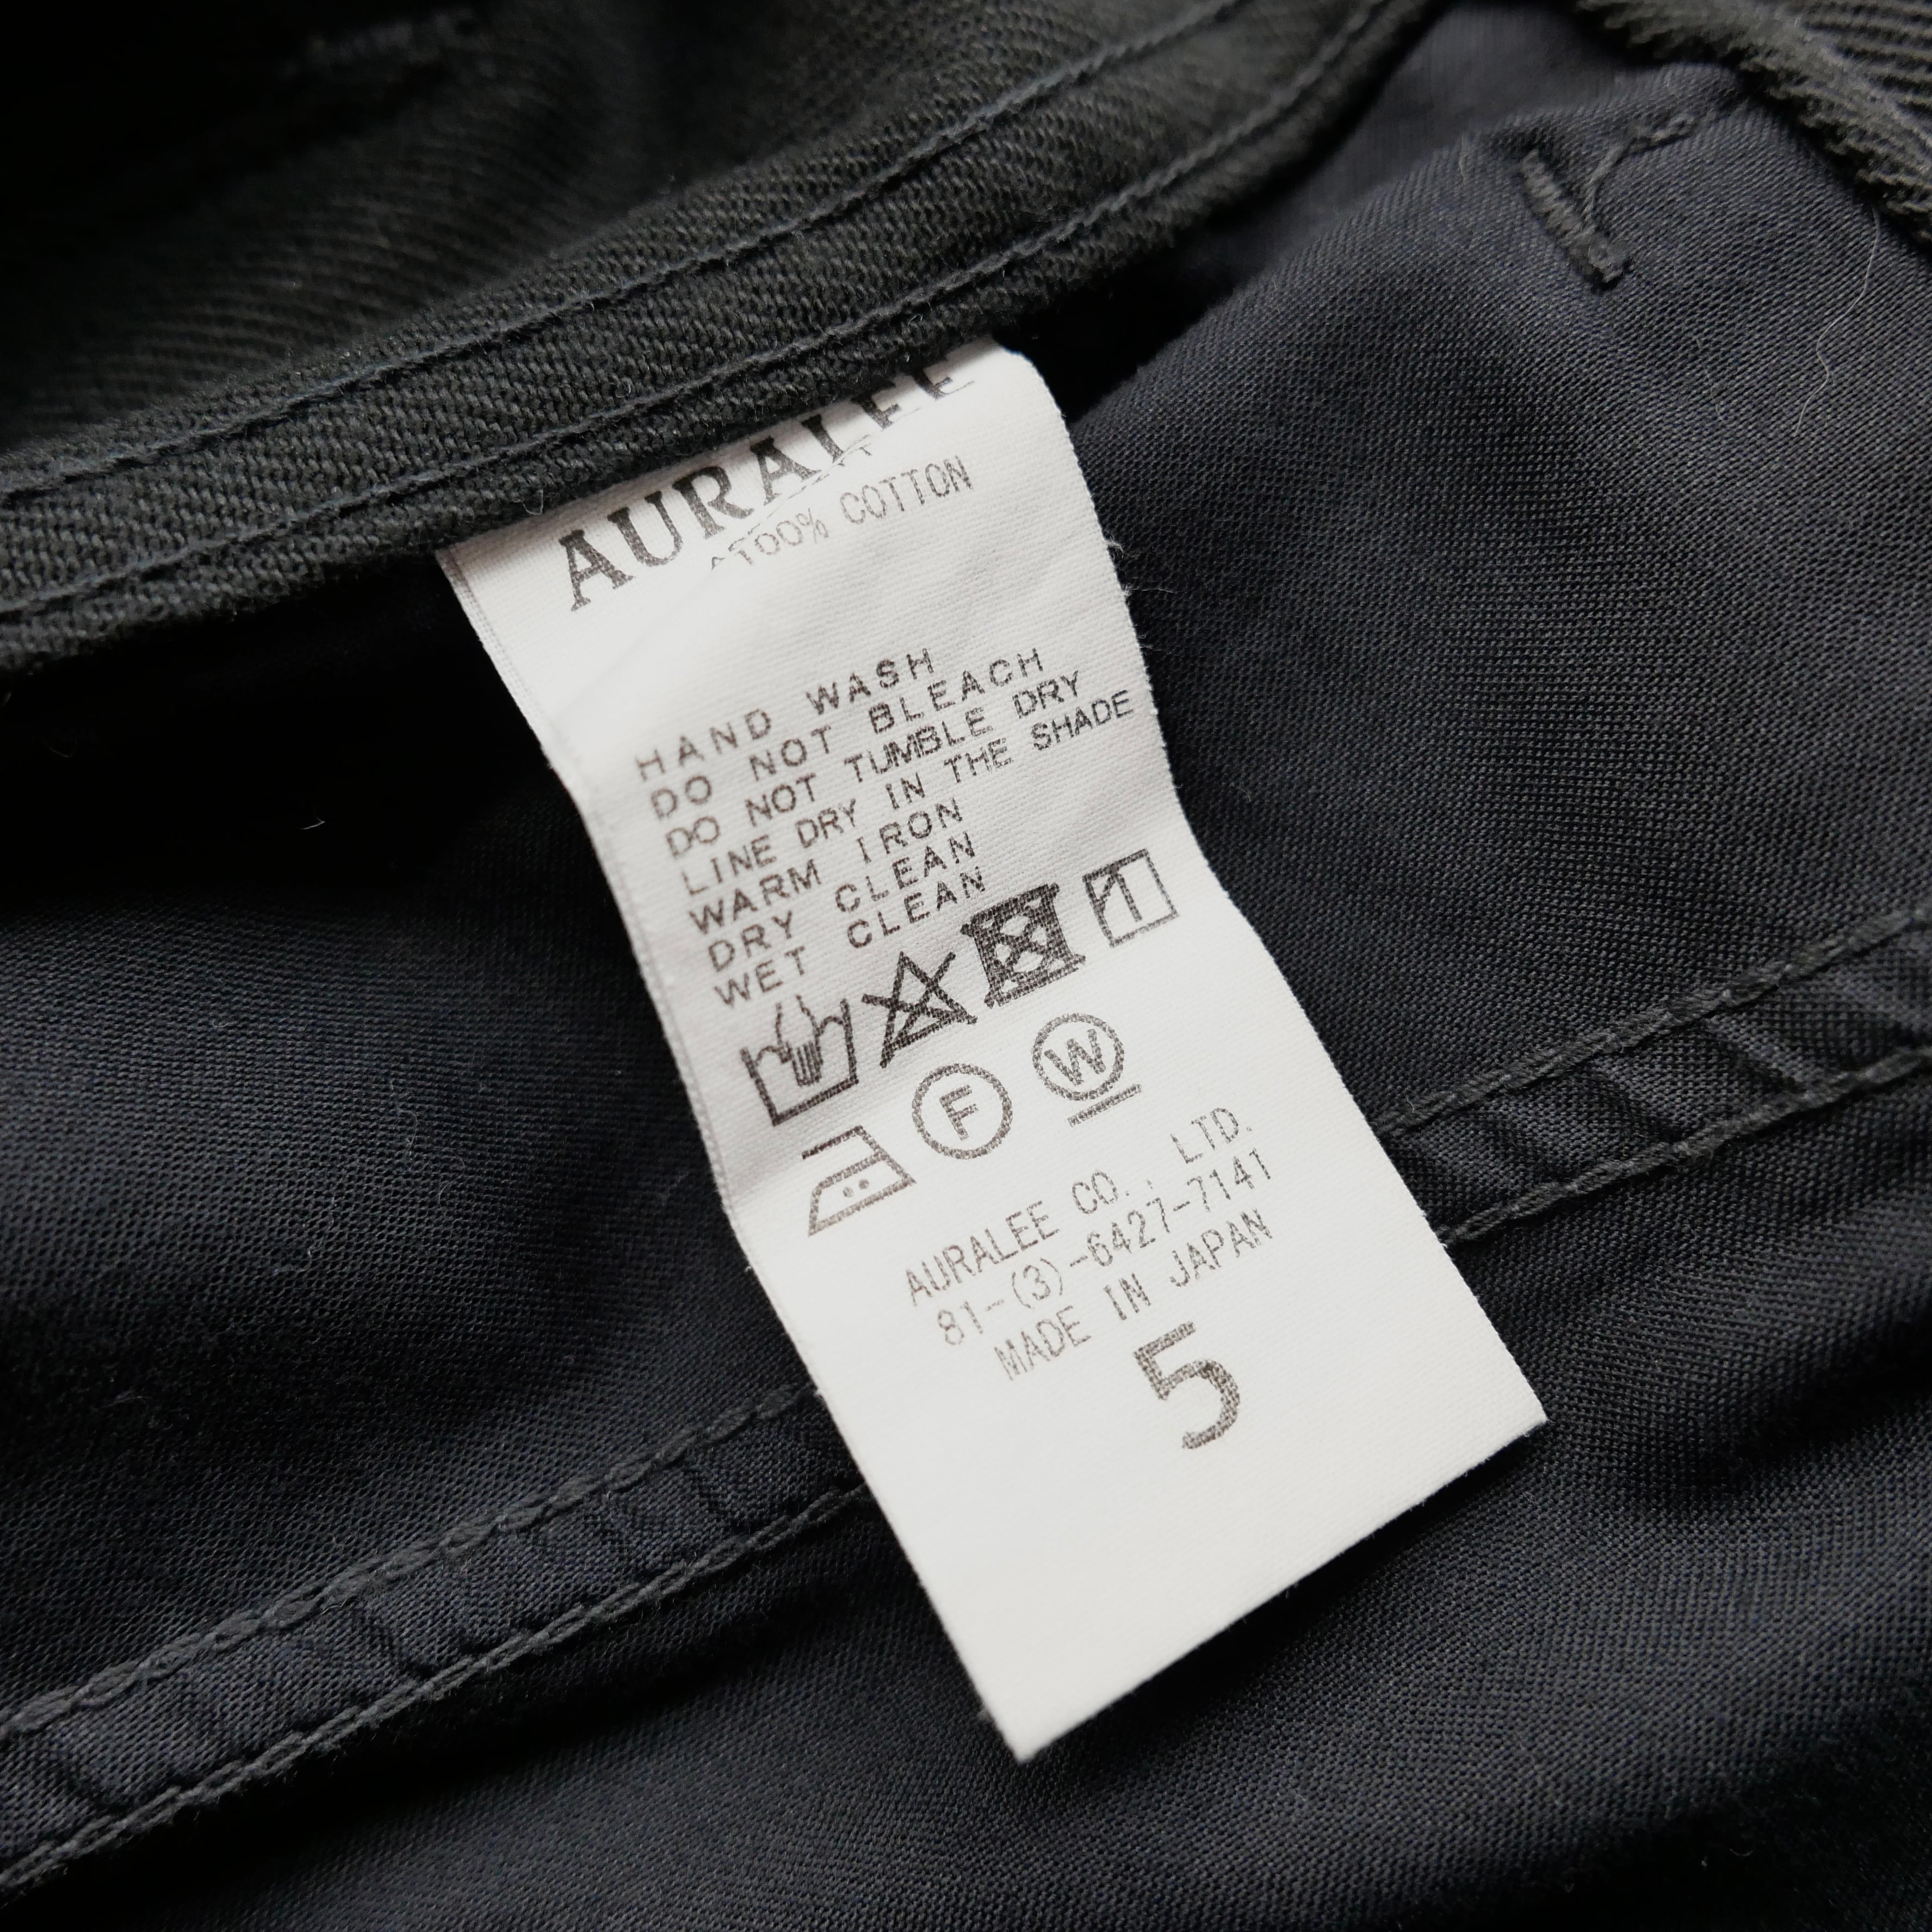 AURALEE
100% COTTON
HAND WASH
DO NOT BLEACH
DO NOT TUMBLE DRY
LINE DRY IN THE SHADE
WARM IRON
DRY CLEAN
WET CLEAN
F W
AURALEE CO., LTD.
81-(3)-6427-7141
MADE IN JAPAN
5